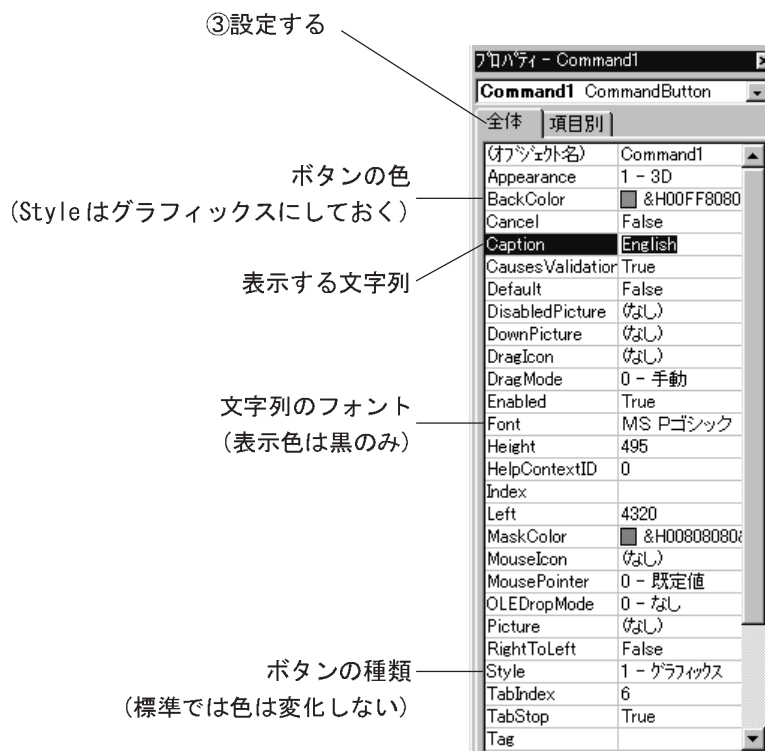 ③設定する
ボタンの色
(Styleはグラフィックスにしておく)
表示する文字列
文字列のフォント
(表示色は黒のみ)
ボタンの種類
(標準では色は変化しない)
ﾌﾟﾛﾊﾟﾃｨ - Command1
Command1 CommandButton
全体 項目別
(ｵﾌﾞｼﾞｪｸﾄ名) Command1
Appearance 1 - 3D
BackColor &H00FF8080
Cancel False
Caption English
CausesValidation True
Default False
DisabledPicture (なし)
DownPicture (なし)
DragIcon (なし)
DragMode 0 - 手動
Enabled True
Font MS Pゴシック
Height 495
HelpContextID 0
Index
Left 4320
MaskColor &H00808080&
MouseIcon (なし)
MousePointer 0 - 既定値
OLEDropMode 0 - なし
Picture (なし)
RightToLeft False
Style 1 - ｸﾞﾗﾌｨｯｸｽ
TabIndex 6
TabStop True
Tag